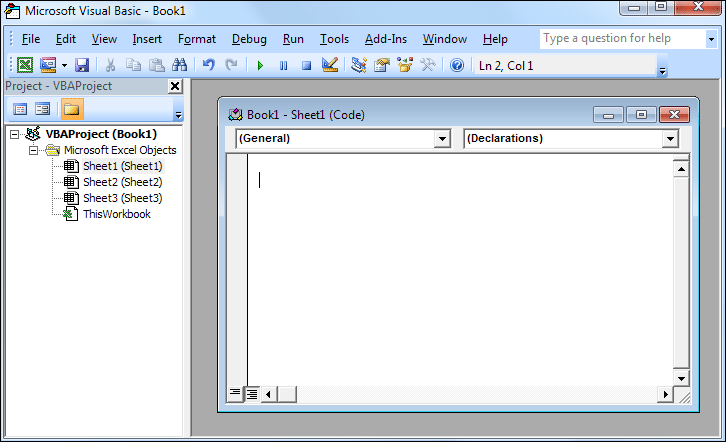 Microsoft Visual Basic - Book1
File Edit View Insert Format Debug Run Tools Add-Ins Window Help Type a question for help
Ln 2, Col 1
Project - VBAProject
VBAProject (Book1)
Microsoft Excel Objects
Sheet1 (Sheet1)
Sheet2 (Sheet2)
Sheet3 (Sheet3)
ThisWorkbook
Book1 - Sheet1 (Code)
(General) (Declarations)